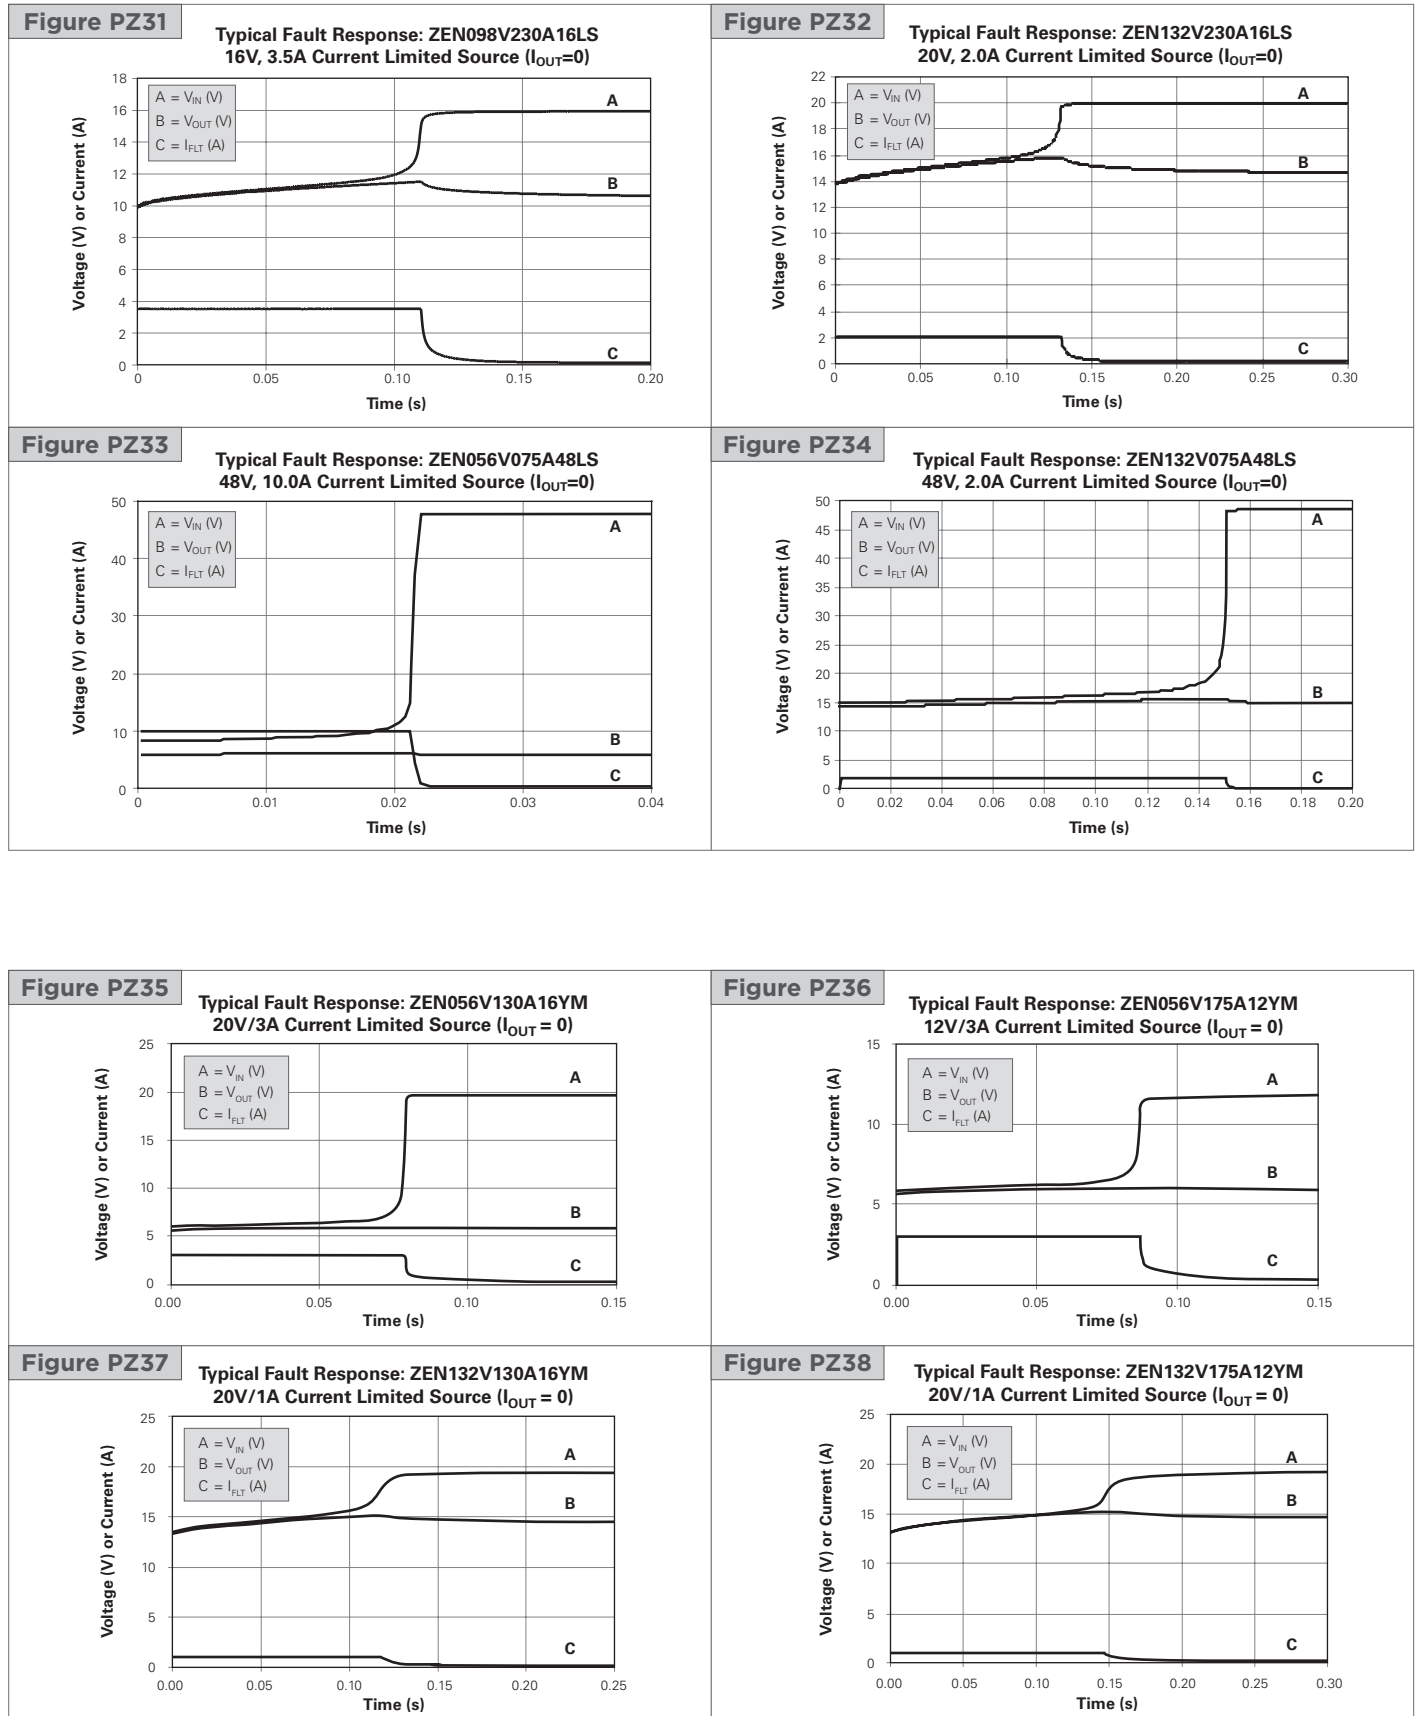 Figure PZ31
Typical Fault Response: ZEN098V230A16LS
16V, 3.5A Current Limited Source (IOUT=0)
Voltage (V) or Current (A)
18
16
14
12
10
8
6
4
2
0
A = VIN (V)
B = VOUT (V)
C = IFLT (A)
A
B
C
0 0.05 0.10 0.15 0.20
Time (s)
Figure PZ32
Typical Fault Response: ZEN132V230A16LS
20V, 2.0A Current Limited Source (IOUT=0)
Voltage (V) or Current (A)
22
20
18
16
14
12
10
8
6
4
2
0
A = VIN (V)
B = VOUT (V)
C = IFLT (A)
A
B
C
0 0.05 0.10 0.15 0.20 0.25 0.30
Time (s)
Figure PZ33
Typical Fault Response: ZEN056V075A48LS
48V, 10.0A Current Limited Source (IOUT=0)
Voltage (V) or Current (A)
50
40
30
20
10
0
A = VIN (V)
B = VOUT (V)
C = IFLT (A)
A
B
C
0 0.01 0.02 0.03 0.04
Time (s)
Figure PZ34
Typical Fault Response: ZEN132V075A48LS
48V, 2.0A Current Limited Source (IOUT=0)
Voltage (V) or Current (A)
50
45
40
35
30
25
20
15
10
5
0
A = VIN (V)
B = VOUT (V)
C = IFLT (A)
A
B
C
0 0.02 0.04 0.06 0.08 0.10 0.12 0.14 0.16 0.18 0.20
Time (s)
Figure PZ35
Typical Fault Response: ZEN056V130A16YM
20V/3A Current Limited Source (IOUT = 0)
Voltage (V) or Current (A)
25
20
15
10
5
0
A = VIN (V)
B = VOUT (V)
C = IFLT (A)
A
B
C
0.00 0.05 0.10 0.15
Time (s)
Figure PZ36
Typical Fault Response: ZEN056V175A12YM
12V/3A Current Limited Source (IOUT = 0)
Voltage (V) or Current (A)
15
10
5
0
A = VIN (V)
B = VOUT (V)
C = IFLT (A)
A
B
C
0.00 0.05 0.10 0.15
Time (s)
Figure PZ37
Typical Fault Response: ZEN132V130A16YM
20V/1A Current Limited Source (IOUT = 0)
Voltage (V) or Current (A)
25
20
15
10
5
0
A = VIN (V)
B = VOUT (V)
C = IFLT (A)
A
B
C
0.00 0.05 0.10 0.15 0.20 0.25
Time (s)
Figure PZ38
Typical Fault Response: ZEN132V175A12YM
20V/1A Current Limited Source (IOUT = 0)
Voltage (V) or Current (A)
25
20
15
10
5
0
A = VIN (V)
B = VOUT (V)
C = IFLT (A)
A
B
C
0.00 0.05 0.10 0.15 0.20 0.25 0.30
Time (s)